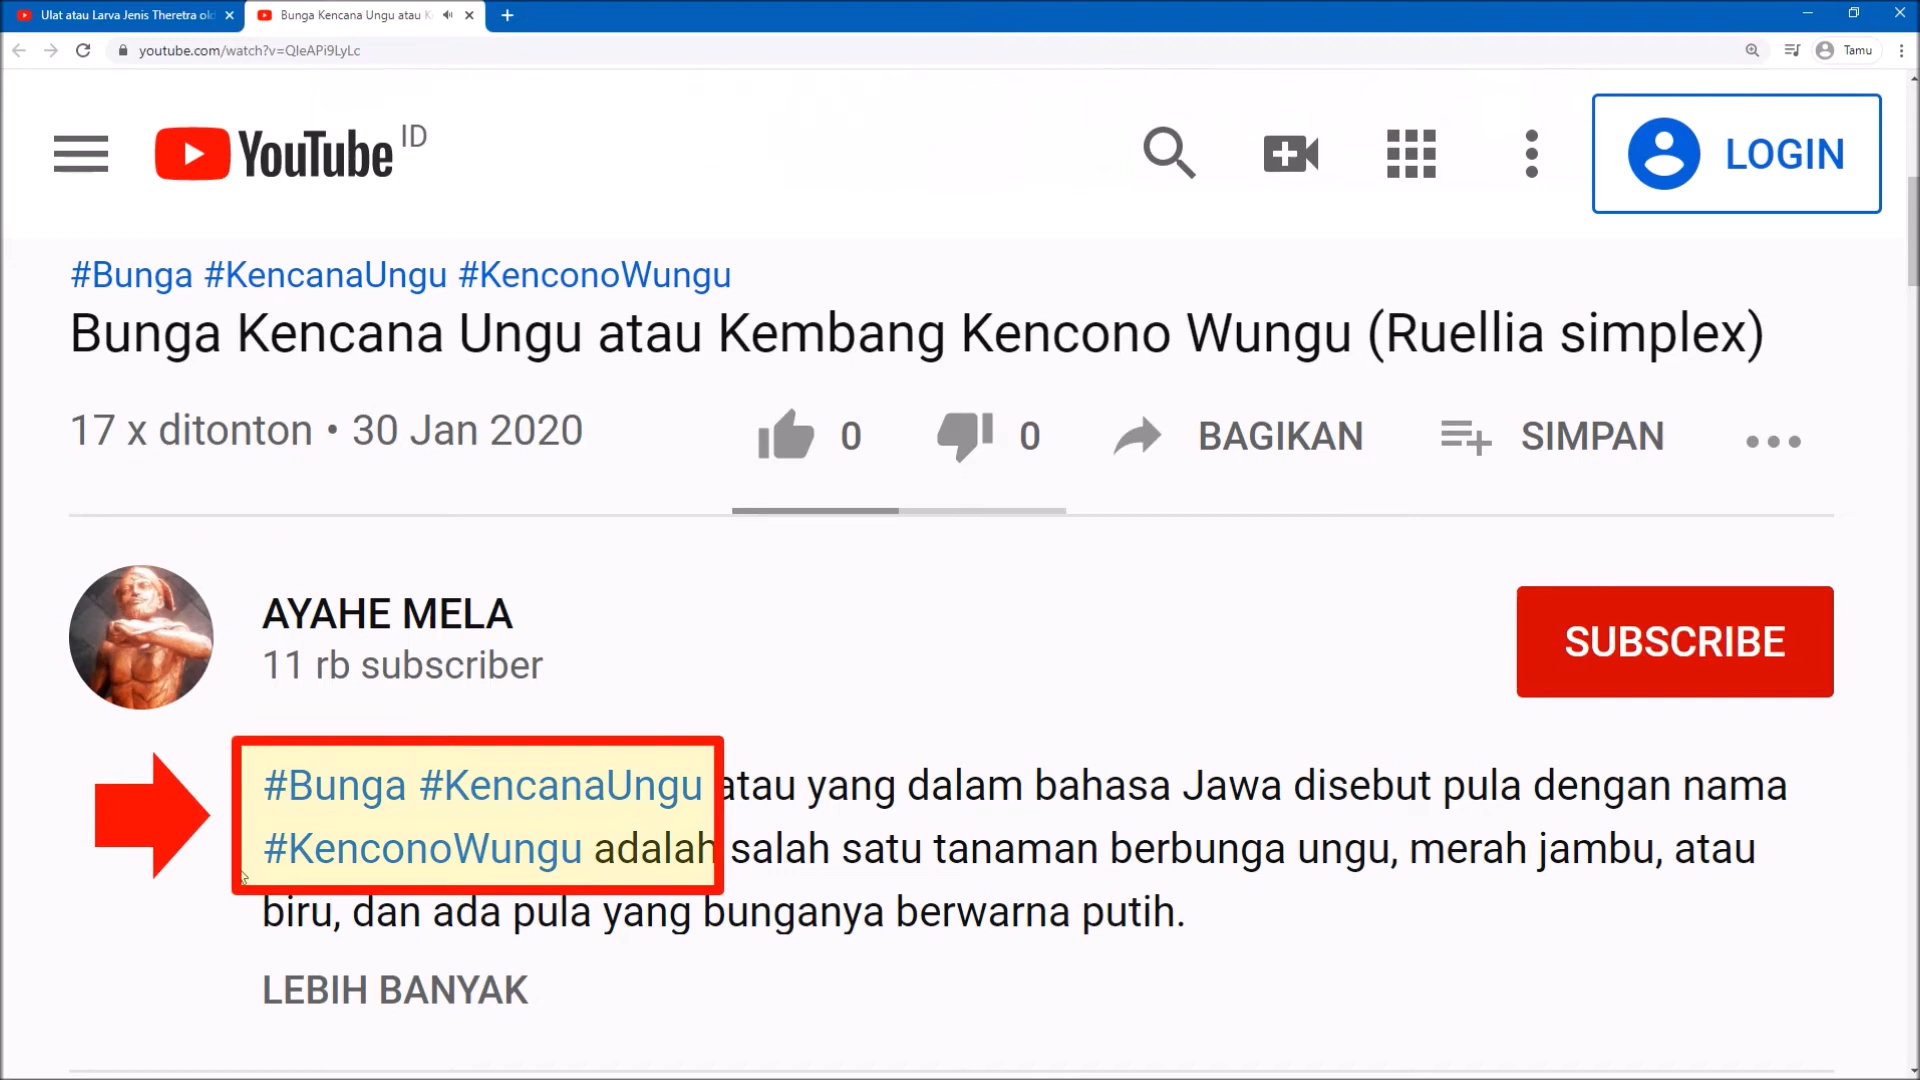 Ulat atau Larva Jenis Theretra old
Bunga Kencana Ungu atau K
youtube.com/watch?v=QIeAPi9LyLc
Tamu
YouTube ID
LOGIN
#Bunga #KencanaUngu #KenconoWungu
Bunga Kencana Ungu atau Kembang Kencono Wungu (Ruellia simplex)
17 x ditonton • 30 Jan 2020
0
0
BAGIKAN
SIMPAN
AYAHE MELA
11 rb subscriber
SUBSCRIBE
#Bunga #KencanaUngu atau yang dalam bahasa Jawa disebut pula dengan nama
#KenconoWungu adalah salah satu tanaman berbunga ungu, merah jambu, atau
biru, dan ada pula yang bunganya berwarna putih.
LEBIH BANYAK